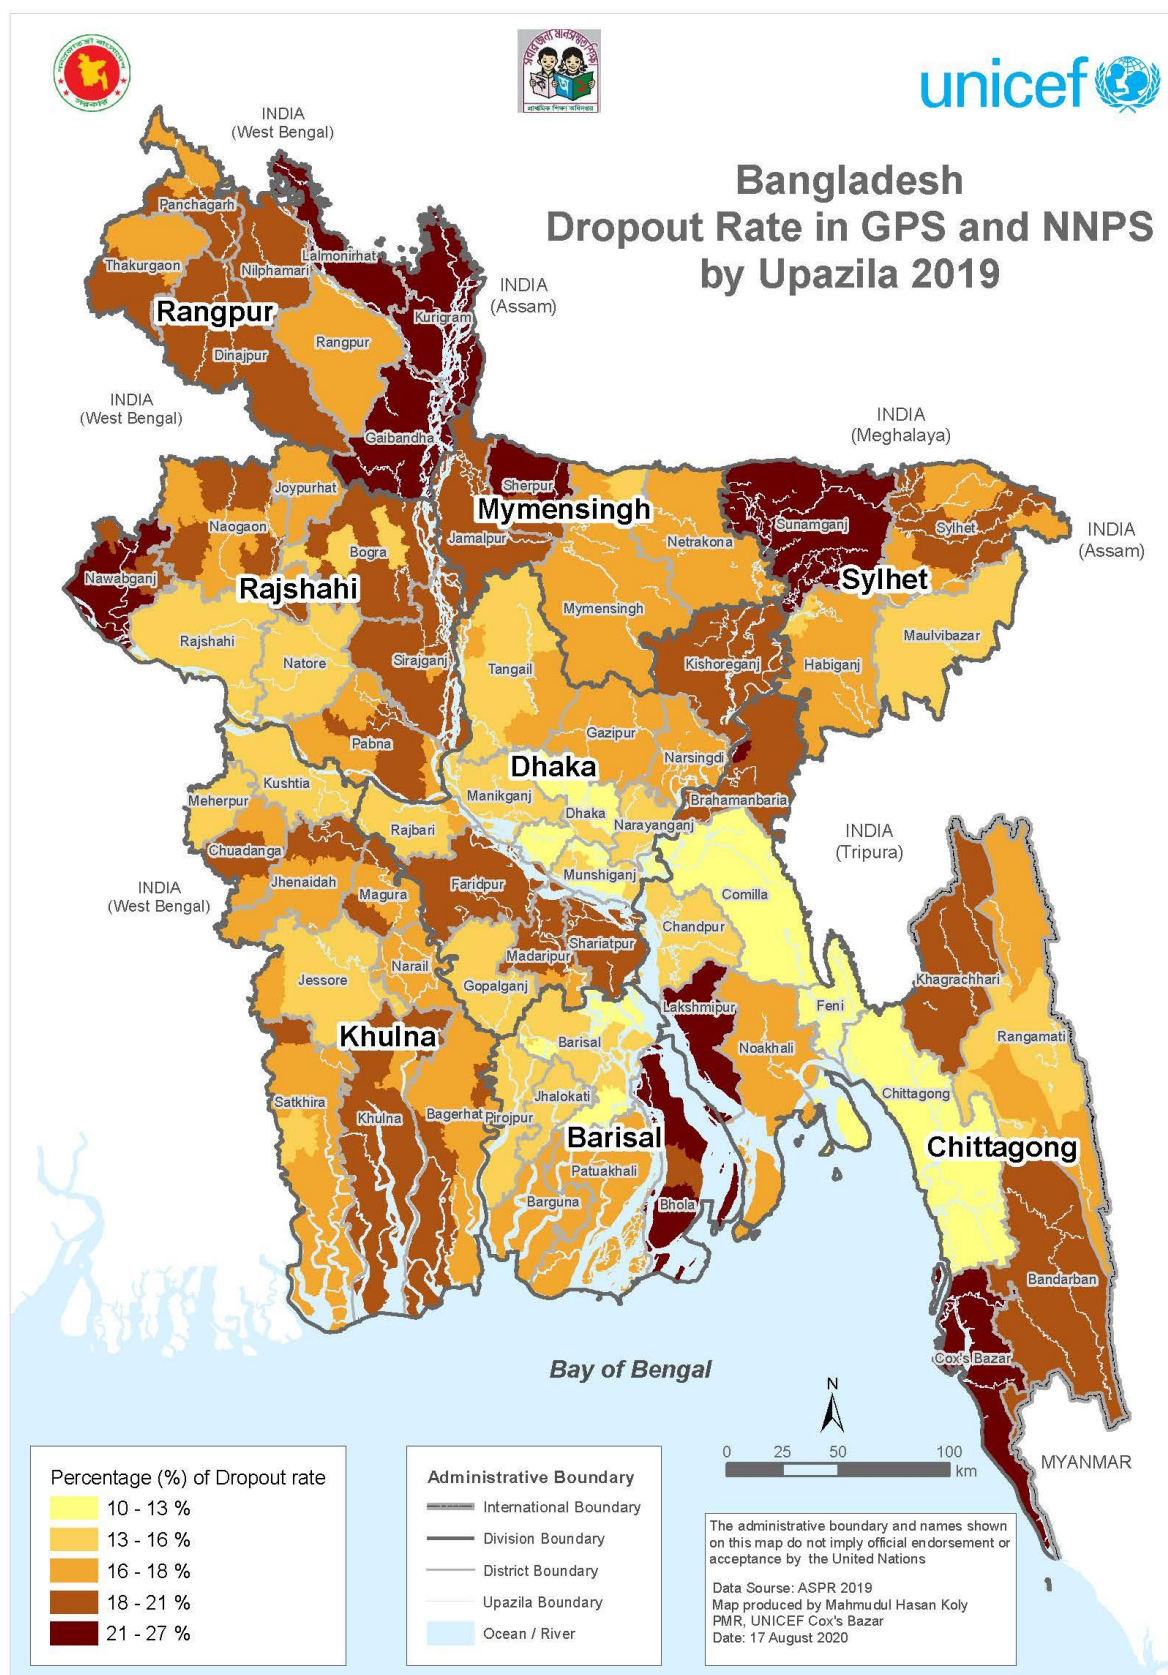 সবার জন্য মানসম্মত শিক্ষা
প্রাথমিক শিক্ষা অধিদপ্তর
unicef
Bangladesh
Dropout Rate in GPS and NNPS
by Upazila 2019
INDIA
(West Bengal)
Panchagarh
Thakurgaon
Nilphamari
Lalmonirhat
INDIA
(Assam)
Rangpur
Kurigram
Rangpur
Dinajpur
INDIA
(West Bengal)
INDIA
(Meghalaya)
Gaibandha
Sherpur
Joypurhat
Mymensingh
Sunamganj
Sylhet
INDIA
(Assam)
Naogaon
Jamalpur
Netrakona
Bogra
Nawabganj
Rajshahi
Sylhet
Mymensingh
Rajshahi
Maulvibazar
Natore
Sirajganj
Tangail
Kishoreganj
Habiganj
Pabna
Gazipur
Narsingdi
Dhaka
Kushtia
Meherpur
Manikganj
Brahamanbaria
Dhaka
Narayanganj
Rajbari
INDIA
(Tripura)
Chuadanga
Jhenaidah
Munshiganj
INDIA
(West Bengal)
Magura
Faridpur
Comilla
Chandpur
Shariatpur
Madaripur
Narail
Jessore
Gopalganj
Khagrachhari
Lakshmipur
Feni
Khulna
Barisal
Noakhali
Rangamati
Satkhira
Khulna
Bagerhat
Pirojpur
Jhalokati
Chittagong
Barisal
Chittagong
Patuakhali
Barguna
Bhola
Bandarban
Cox's Bazar
Bay of Bengal
N
0 25 50 100
km
MYANMAR
Percentage (%) of Dropout rate
10 - 13 %
13 - 16 %
16 - 18 %
18 - 21 %
21 - 27 %
Administrative Boundary
International Boundary
Division Boundary
District Boundary
Upazila Boundary
Ocean / River
The administrative boundary and names shown
on this map do not imply official endorsement or
acceptance by the United Nations
Data Sourse: ASPR 2019
Map produced by Mahmudul Hasan Koly
PMR, UNICEF Cox's Bazar
Date: 17 August 2020